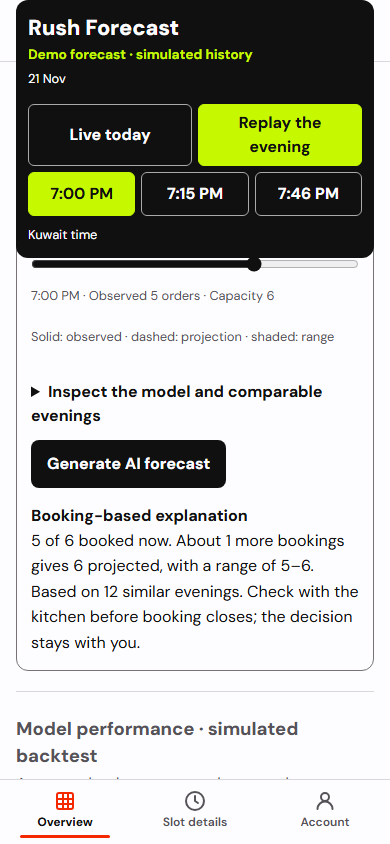 Rush Forecast
Demo forecast · simulated history
21 Nov
Live today
Replay the
evening
7:00 PM
7:15 PM
7:46 PM
Kuwait time
7:00 PM · Observed 5 orders · Capacity 6
Solid: observed · dashed: projection · shaded: range
Inspect the model and comparable
evenings
Generate AI forecast
Booking-based explanation
5 of 6 booked now. About 1 more bookings
gives 6 projected, with a range of 5–6.
Based on 12 similar evenings. Check with the
kitchen before booking closes; the decision
stays with you.
Model performance · simulated
backtest
Overview
Slot details
Account